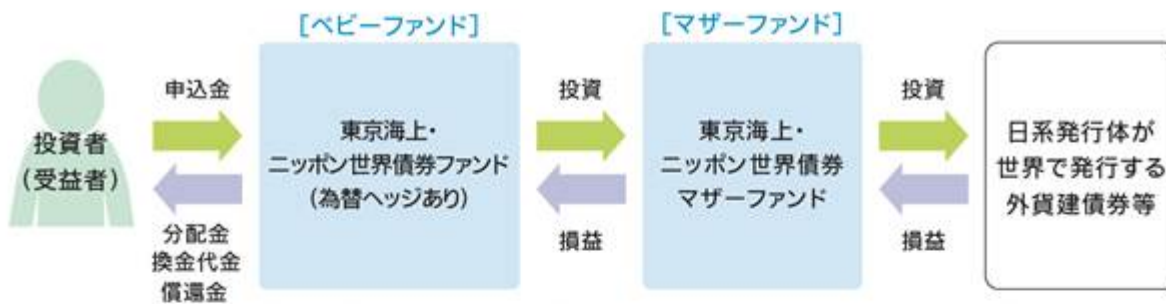 [ベビーファンド]
[マザーファンド]
投資者
(受益者)
申込金
分配金
換金代金
償還金
東京海上・
ニッポン世界債券ファンド
(為替ヘッジあり)
投資
損益
東京海上・
ニッポン世界債券
マザーファンド
投資
損益
日系発行体が
世界で発行する
外貨建債券等